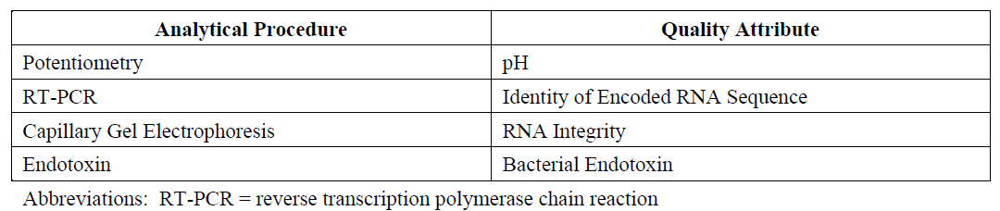 Analytical Procedure Quality Attribute
Potentiometry pH
RT-PCR Identity of Encoded RNA Sequence
Capillary Gel Electrophoresis RNA Integrity
Endotoxin Bacterial Endotoxin
Abbreviations: RT-PCR = reverse transcription polymerase chain reaction